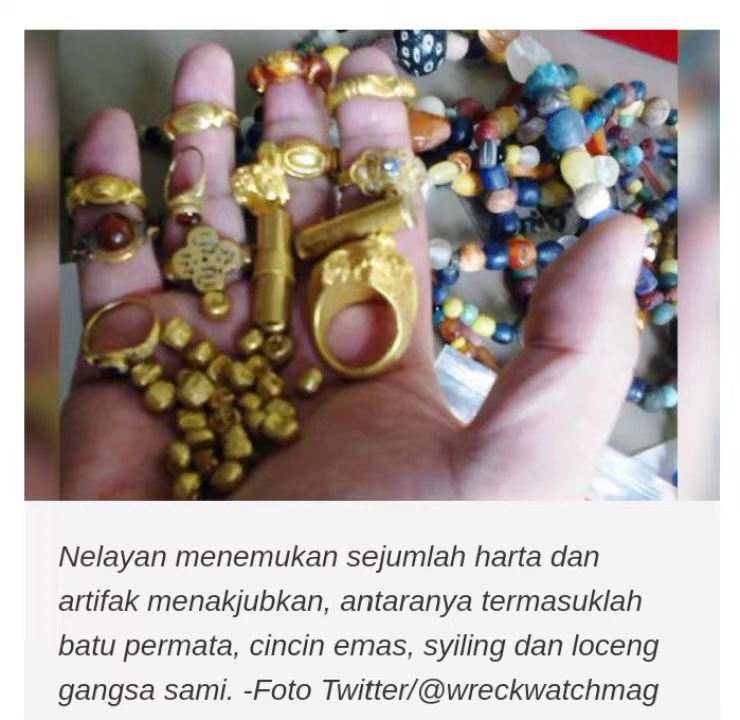 Nelayan menemukan sejumlah harta dan
artifak menakjubkan, antaranya termasuklah
batu permata, cincin emas, syiling dan loceng
gangsa sami. -Foto Twitter/@wreckwatchmag